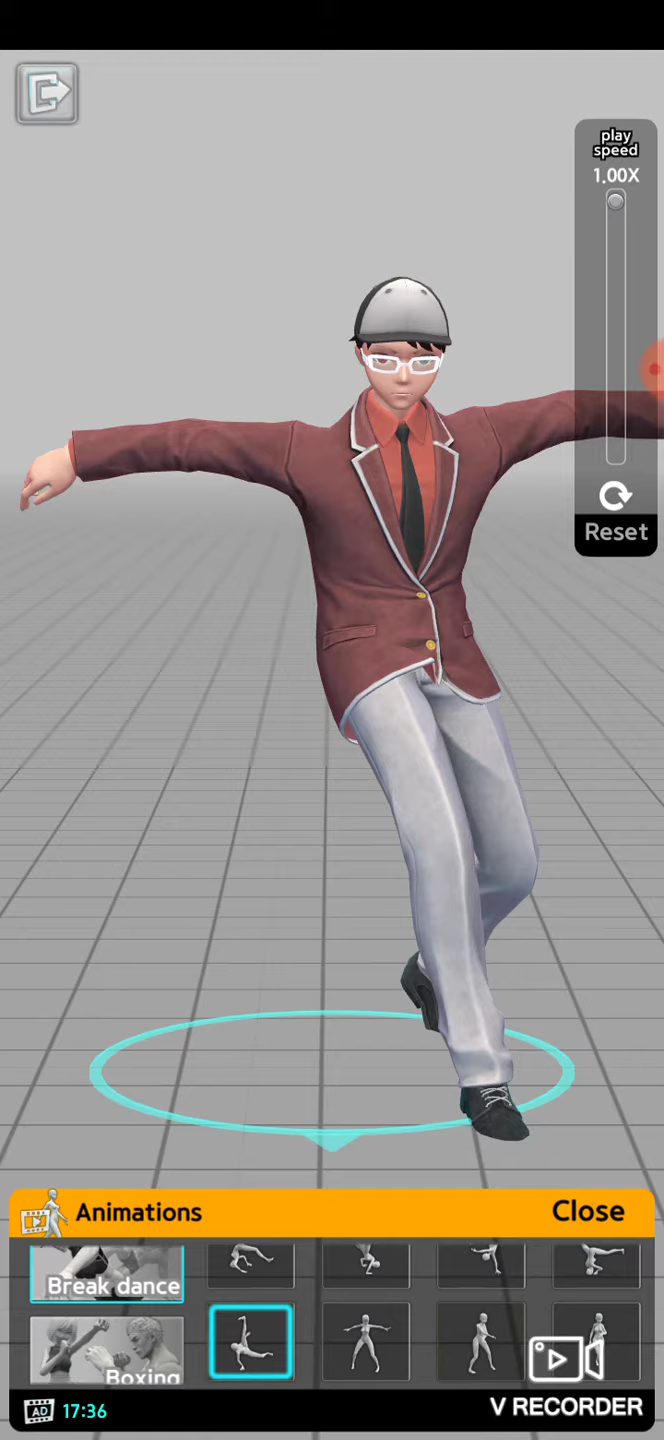 play
speed
1.00X
Reset
Animations
Close
Break dance
Boxing
AD
17:36
V RECORDER